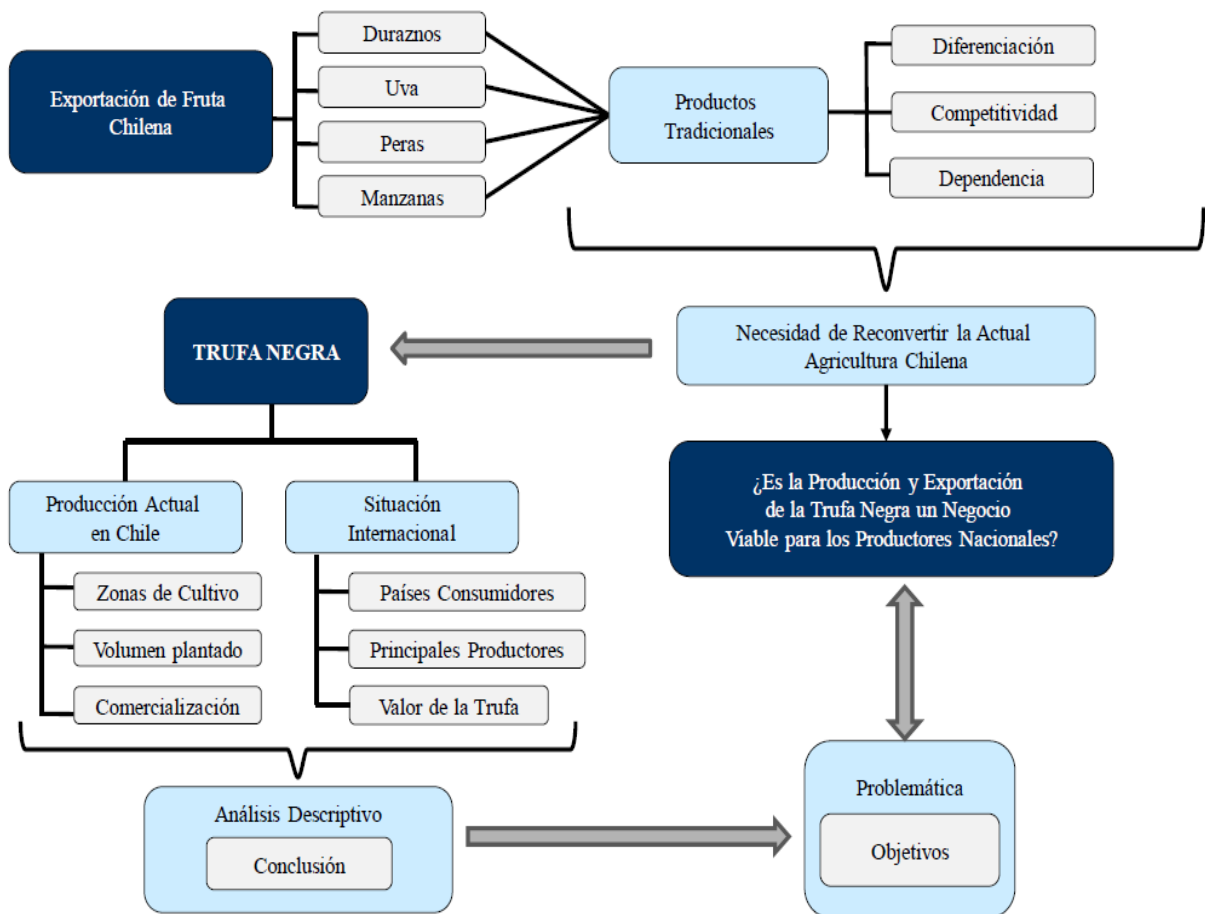 Exportación de Fruta
Chilena
Duraznos
Uva
Peras
Manzanas
Productos
Tradicionales
Diferenciación
Competitividad
Dependencia
Necesidad de Reconvertir la Actual
Agricultura Chilena
TRUFA NEGRA
¿Es la Producción y Exportación
de la Trufa Negra un Negocio
Viable para los Productores Nacionales?
Producción Actual
en Chile
Zonas de Cultivo
Volumen plantado
Comercialización
Situación
Internacional
Países Consumidores
Principales Productores
Valor de la Trufa
Análisis Descriptivo
Conclusión
Problemática
Objetivos